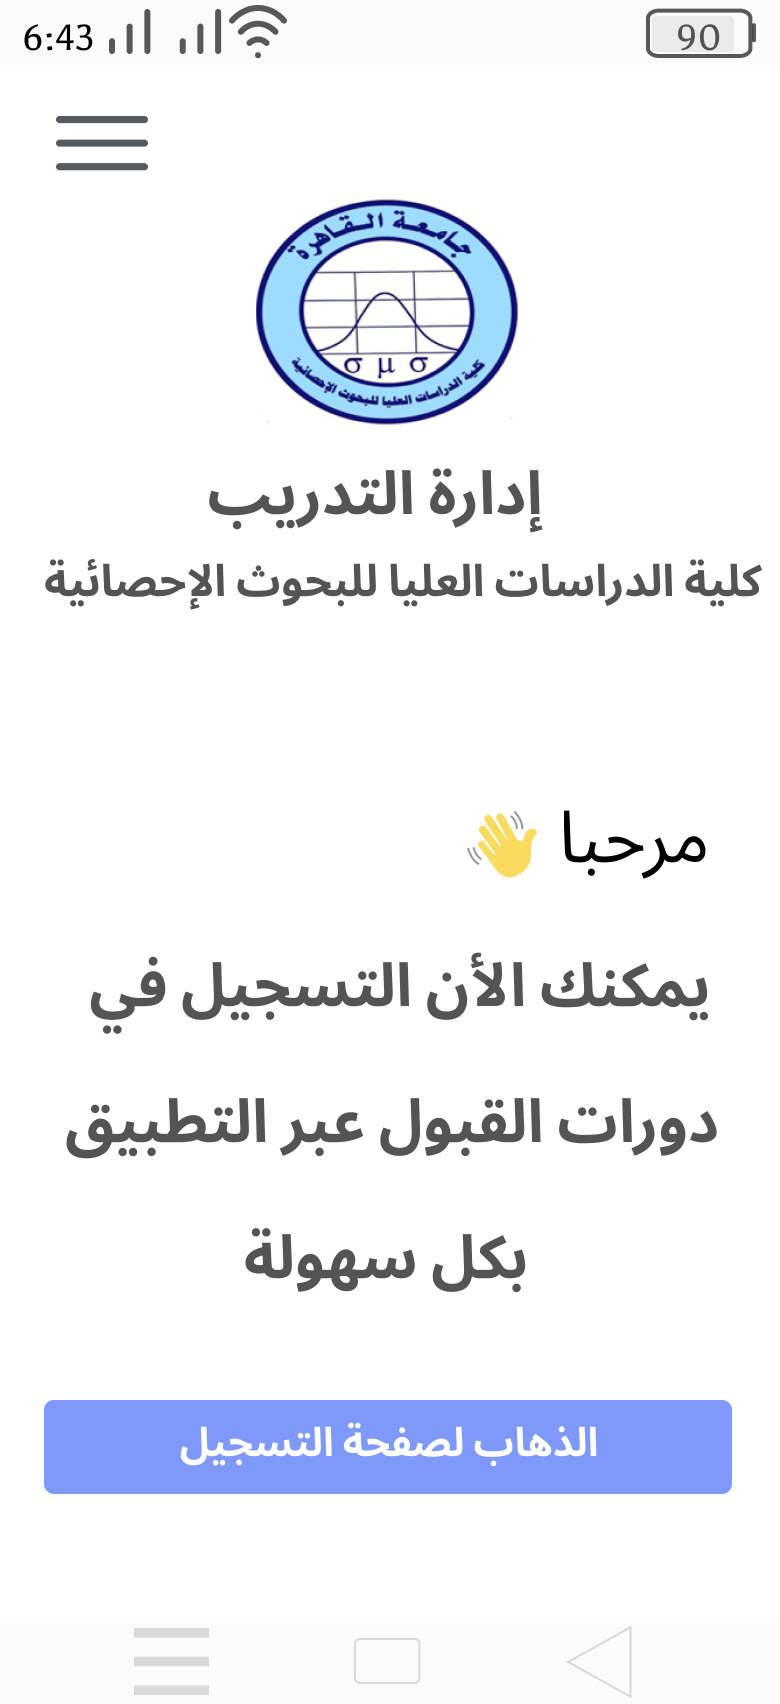 6:43
90
جامعة القاهرة
σ μ σ
كلية الدراسات العليا للبحوث الإحصائية
إدارة التدريب
كلية الدراسات العليا للبحوث الإحصائية
مرحبا 👋
يمكنك الأن التسجيل في
دورات القبول عبر التطبيق
بكل سهولة
الذهاب لصفحة التسجيل